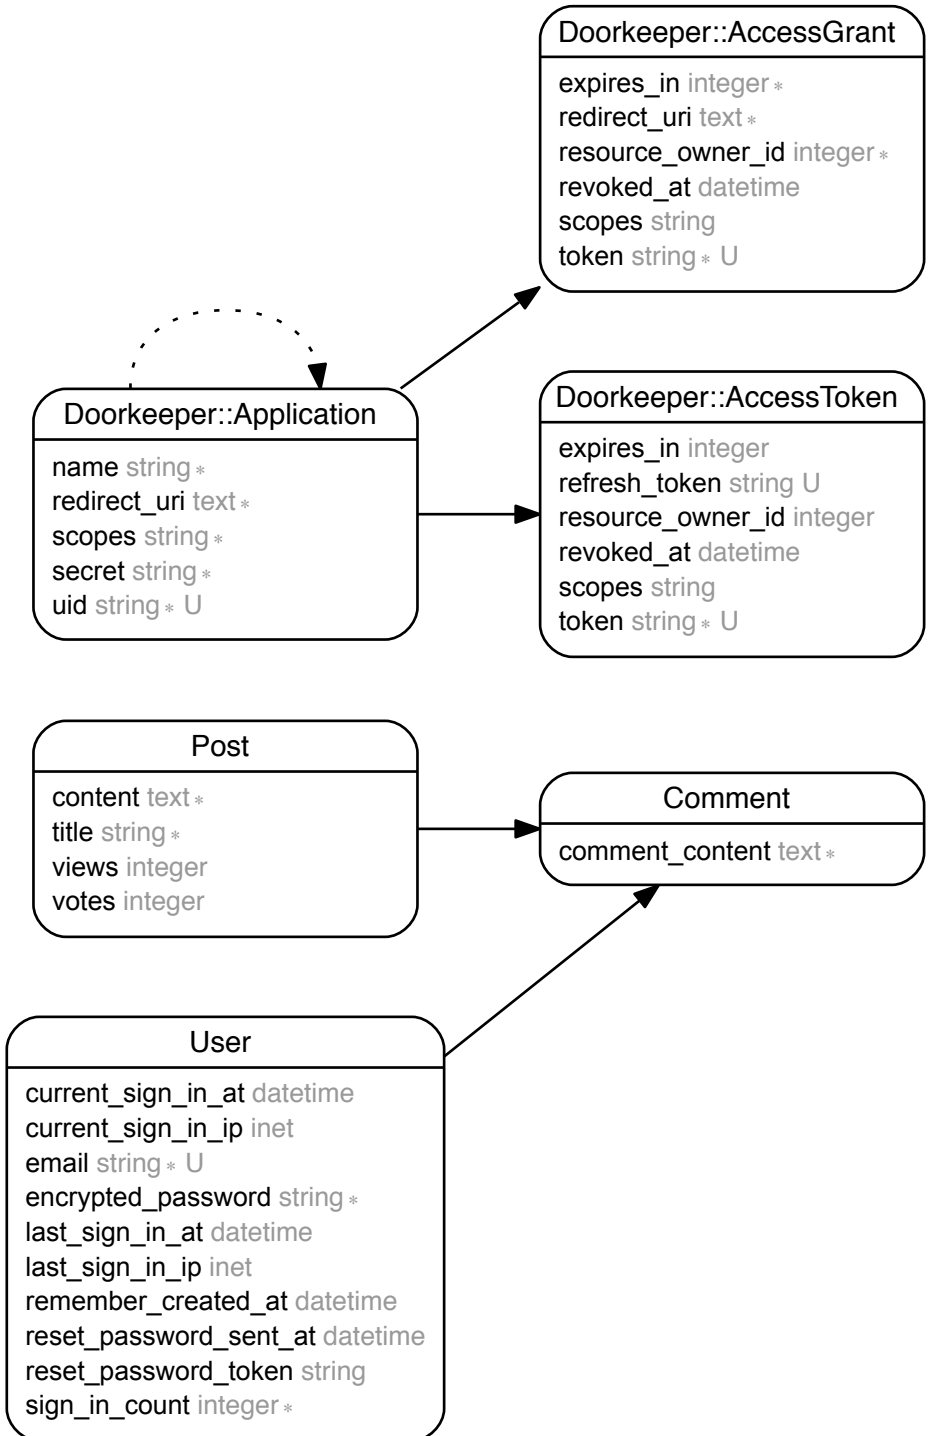 Doorkeeper::AccessGrant
expires_in integer ∗
redirect_uri text ∗
resource_owner_id integer ∗
revoked_at datetime
scopes string
token string ∗ U
Doorkeeper::Application
name string ∗
redirect_uri text ∗
scopes string ∗
secret string ∗
uid string ∗ U
Doorkeeper::AccessToken
expires_in integer
refresh_token string U
resource_owner_id integer
revoked_at datetime
scopes string
token string ∗ U
Post
content text ∗
title string ∗
views integer
votes integer
Comment
comment_content text ∗
User
current_sign_in_at datetime
current_sign_in_ip inet
email string ∗ U
encrypted_password string ∗
last_sign_in_at datetime
last_sign_in_ip inet
remember_created_at datetime
reset_password_sent_at datetime
reset_password_token string
sign_in_count integer ∗